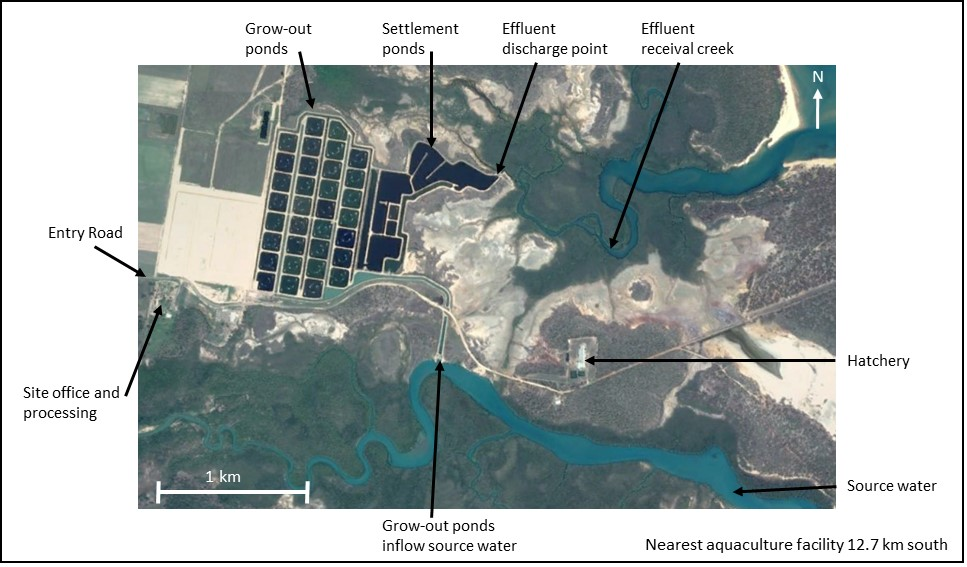 Grow-out
ponds
Settlement
ponds
Effluent
discharge point
Effluent
receival creek
N
Entry Road
Site office and
processing
Hatchery
1 km
Source water
Grow-out ponds
inflow source water
Nearest aquaculture facility 12.7 km south